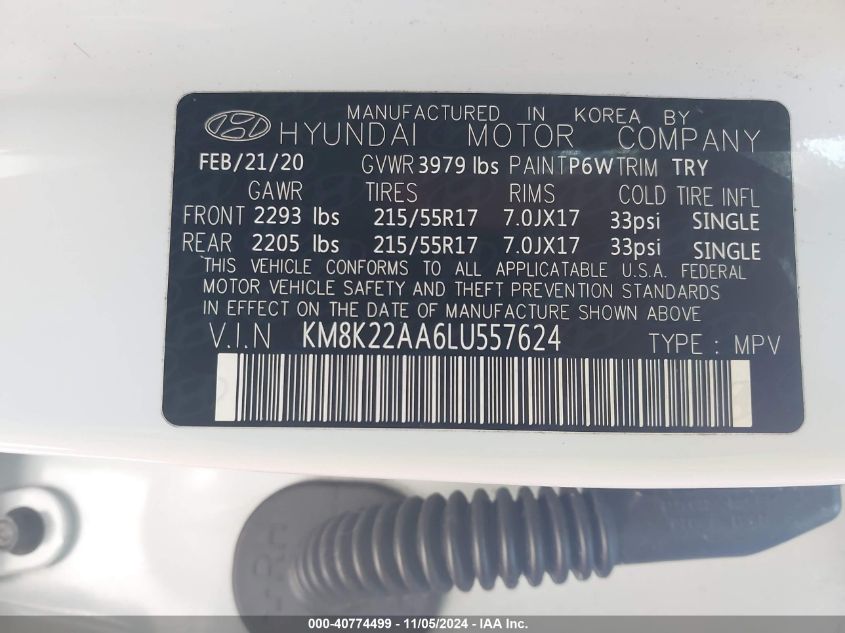 MANUFACTURED IN KOREA BY
HYUNDAI MOTOR COMPANY
FEB/21/20 GVWR 3979 lbs PAINT P6W TRIM TRY
GAWR TIRES RIMS COLD TIRE INFL
FRONT 2293 lbs 215/55R17 7.0JX17 33psi SINGLE
REAR 2205 lbs 215/55R17 7.0JX17 33psi SINGLE
THIS VEHICLE CONFORMS TO ALL APPLICATABLE U.S.A. FEDERAL
MOTOR VEHICLE SAFETY AND THEFT PREVENTION STANDARDS
IN EFFECT ON THE DATE OF MANUFACTURE SHOWN ABOVE
V.I.N KM8K22AA6LU557624 TYPE : MPV
RH
000-40774499 - 11/05/2024 - IAA Inc.